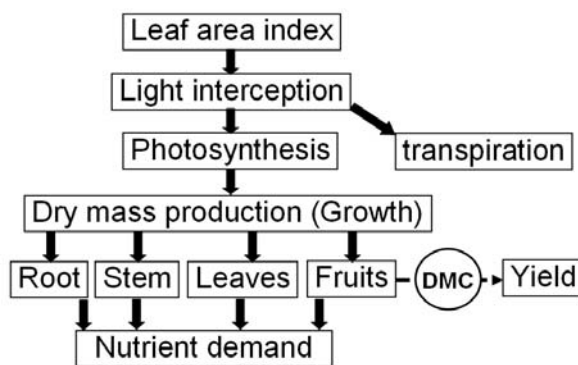 Leaf area index
Light interception
Photosynthesis
transpiration
Dry mass production (Growth)
Root
Stem
Leaves
Fruits
DMC
Yield
Nutrient demand